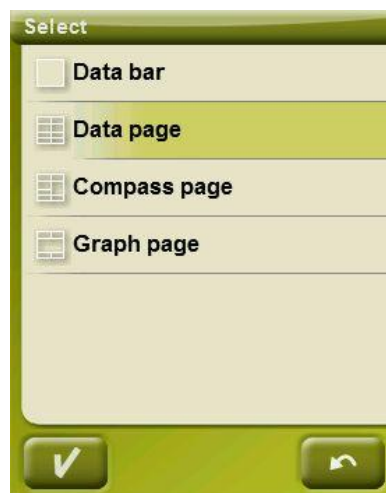 Select
Data bar
Data page
Compass page
Graph page